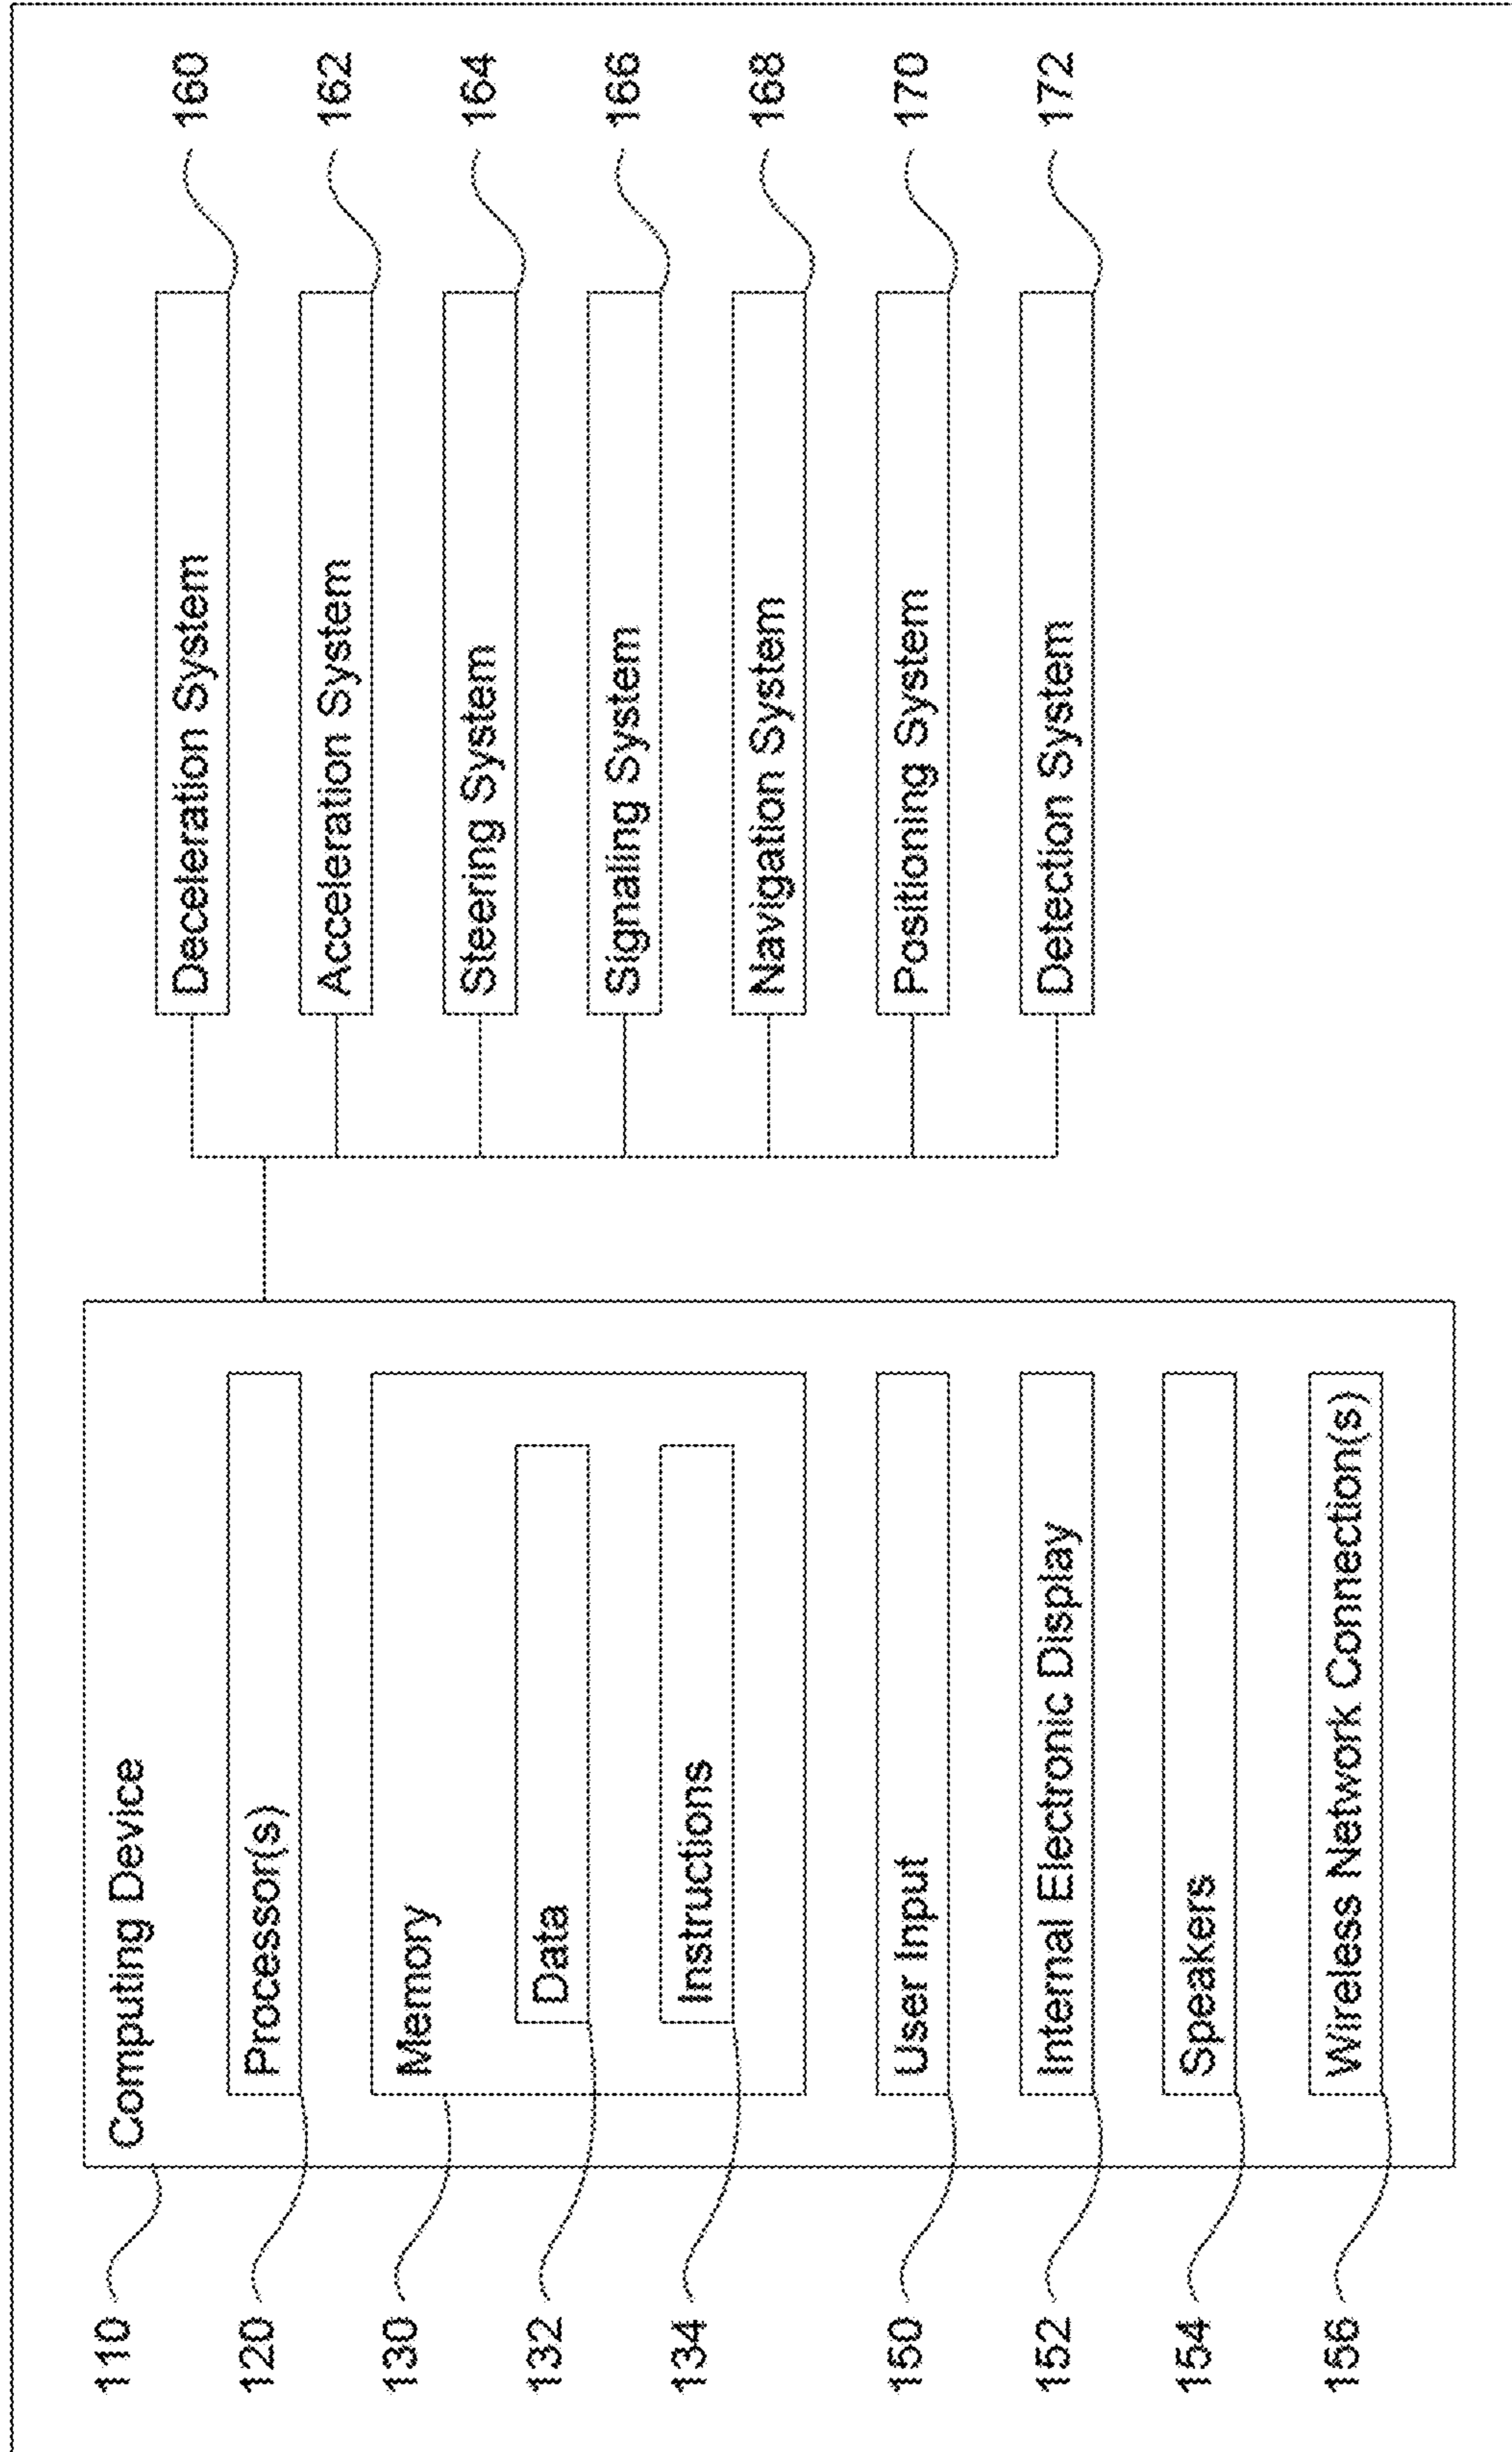 110
Computing Device
120
Processor(s)
130
Memory
132
Data
134
Instructions
150
User Input
152
Internal Electronic Display
154
Speakers
156
Wireless Network Connection(s)
Deceleration System
160
Acceleration System
162
Steering System
164
Signaling System
166
Navigation System
168
Positioning System
170
Detection System
172